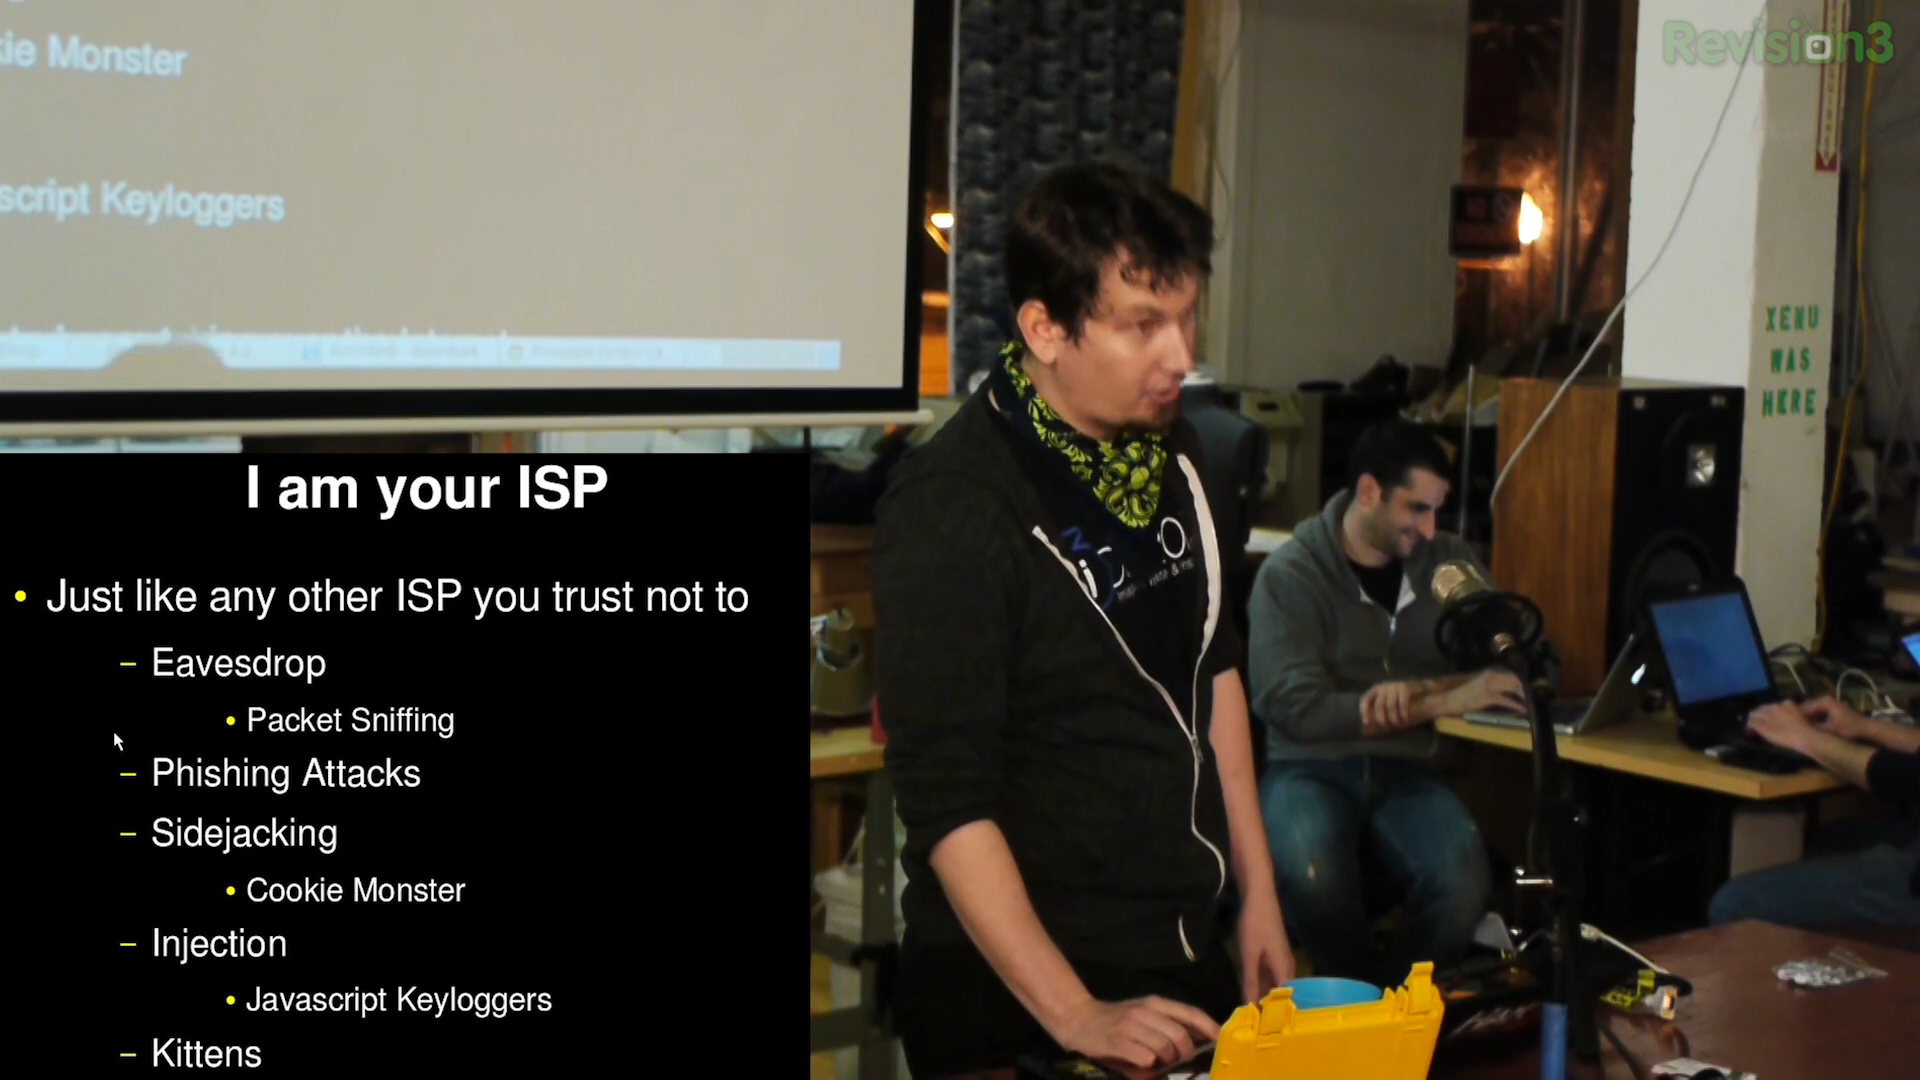 kie Monster
script Keyloggers
Revision3
XENU
WAS
HERE
I am your ISP
• Just like any other ISP you trust not to
– Eavesdrop
• Packet Sniffing
– Phishing Attacks
– Sidejacking
• Cookie Monster
– Injection
• Javascript Keyloggers
– Kittens